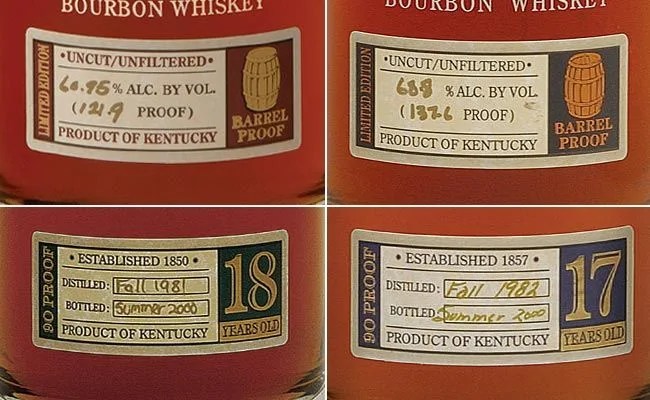 BOURBON WHISKEY
LIMITED EDITION
•UNCUT/UNFILTERED•
60.95 % ALC. BY VOL.
(121.9 PROOF)
PRODUCT OF KENTUCKY
BARREL
PROOF
BOURBON WHISKEY
LIMITED EDITION
•UNCUT/UNFILTERED•
68.8 % ALC. BY VOL.
(137.6 PROOF)
PRODUCT OF KENTUCKY
BARREL
PROOF
90 PROOF
• ESTABLISHED 1850 •
DISTILLED: Fall 1981
BOTTLED: Summer 2000
PRODUCT OF KENTUCKY
18
YEARS OLD
90 PROOF
• ESTABLISHED 1857 •
DISTILLED: Fall 1982
BOTTLED: Summer 2000
PRODUCT OF KENTUCKY
17
YEARS OLD